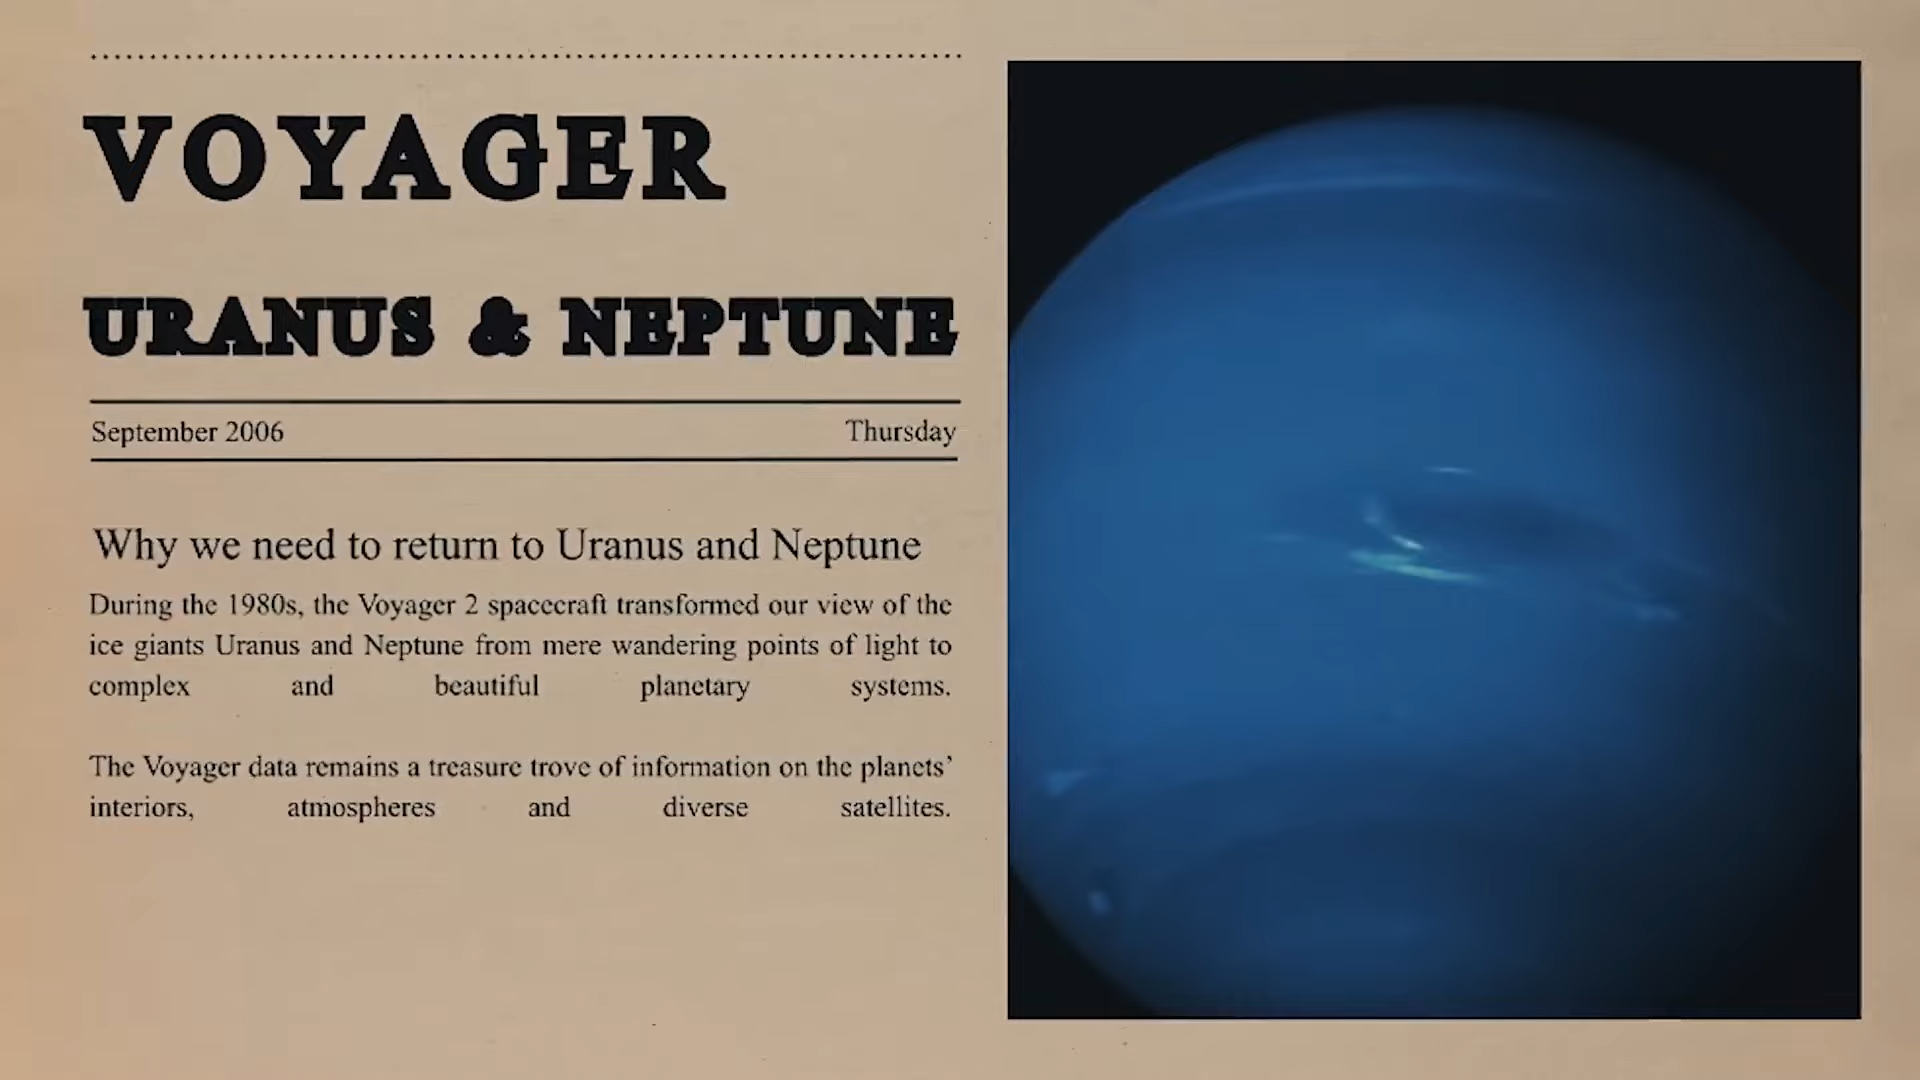 VOYAGER
URANUS & NEPTUNE
September 2006 Thursday
Why we need to return to Uranus and Neptune
During the 1980s, the Voyager 2 spacecraft transformed our view of the
ice giants Uranus and Neptune from mere wandering points of light to
complex and beautiful planetary systems.
The Voyager data remains a treasure trove of information on the planets’
interiors, atmospheres and diverse satellites.